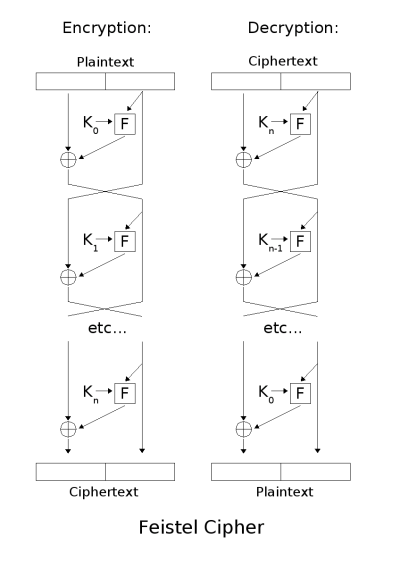 Encryption:
Decryption:
Plaintext
Ciphertext
K0
F
Kn
F
K1
F
Kn-1
F
etc...
etc...
Kn
F
K0
F
Ciphertext
Plaintext
Feistel Cipher